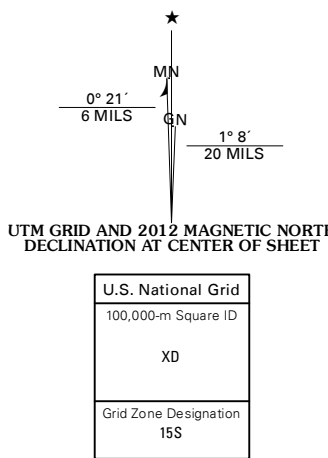 ★
MN
0° 21´
6 MILS
GN
1° 8´
20 MILS
UTM GRID AND 2012 MAGNETIC NORTH
DECLINATION AT CENTER OF SHEET
U.S. National Grid
100,000-m Square ID
XD
Grid Zone Designation
15S